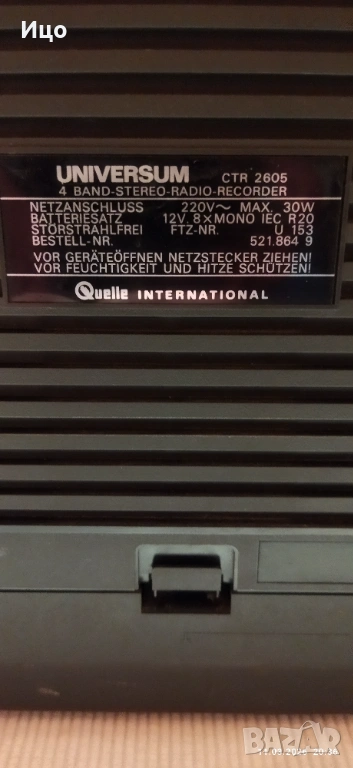 Ицо
UNIVERSUM CTR 2605
4 BAND-STEREO-RADIO-RECORDER
NETZANSCHLUSS 220V~ MAX. 30W
BATTERIESATZ 12V. 8×MONO IEC R20
STÖRSTRAHLFREI FTZ-NR. U 153
BESTELL-NR. 521.864 9
VOR GERÄTEÖFFNEN NETZSTECKER ZIEHEN!
VOR FEUCHTIGKEIT UND HITZE SCHÜTZEN!
Quelle INTERNATIONAL
BAZAR